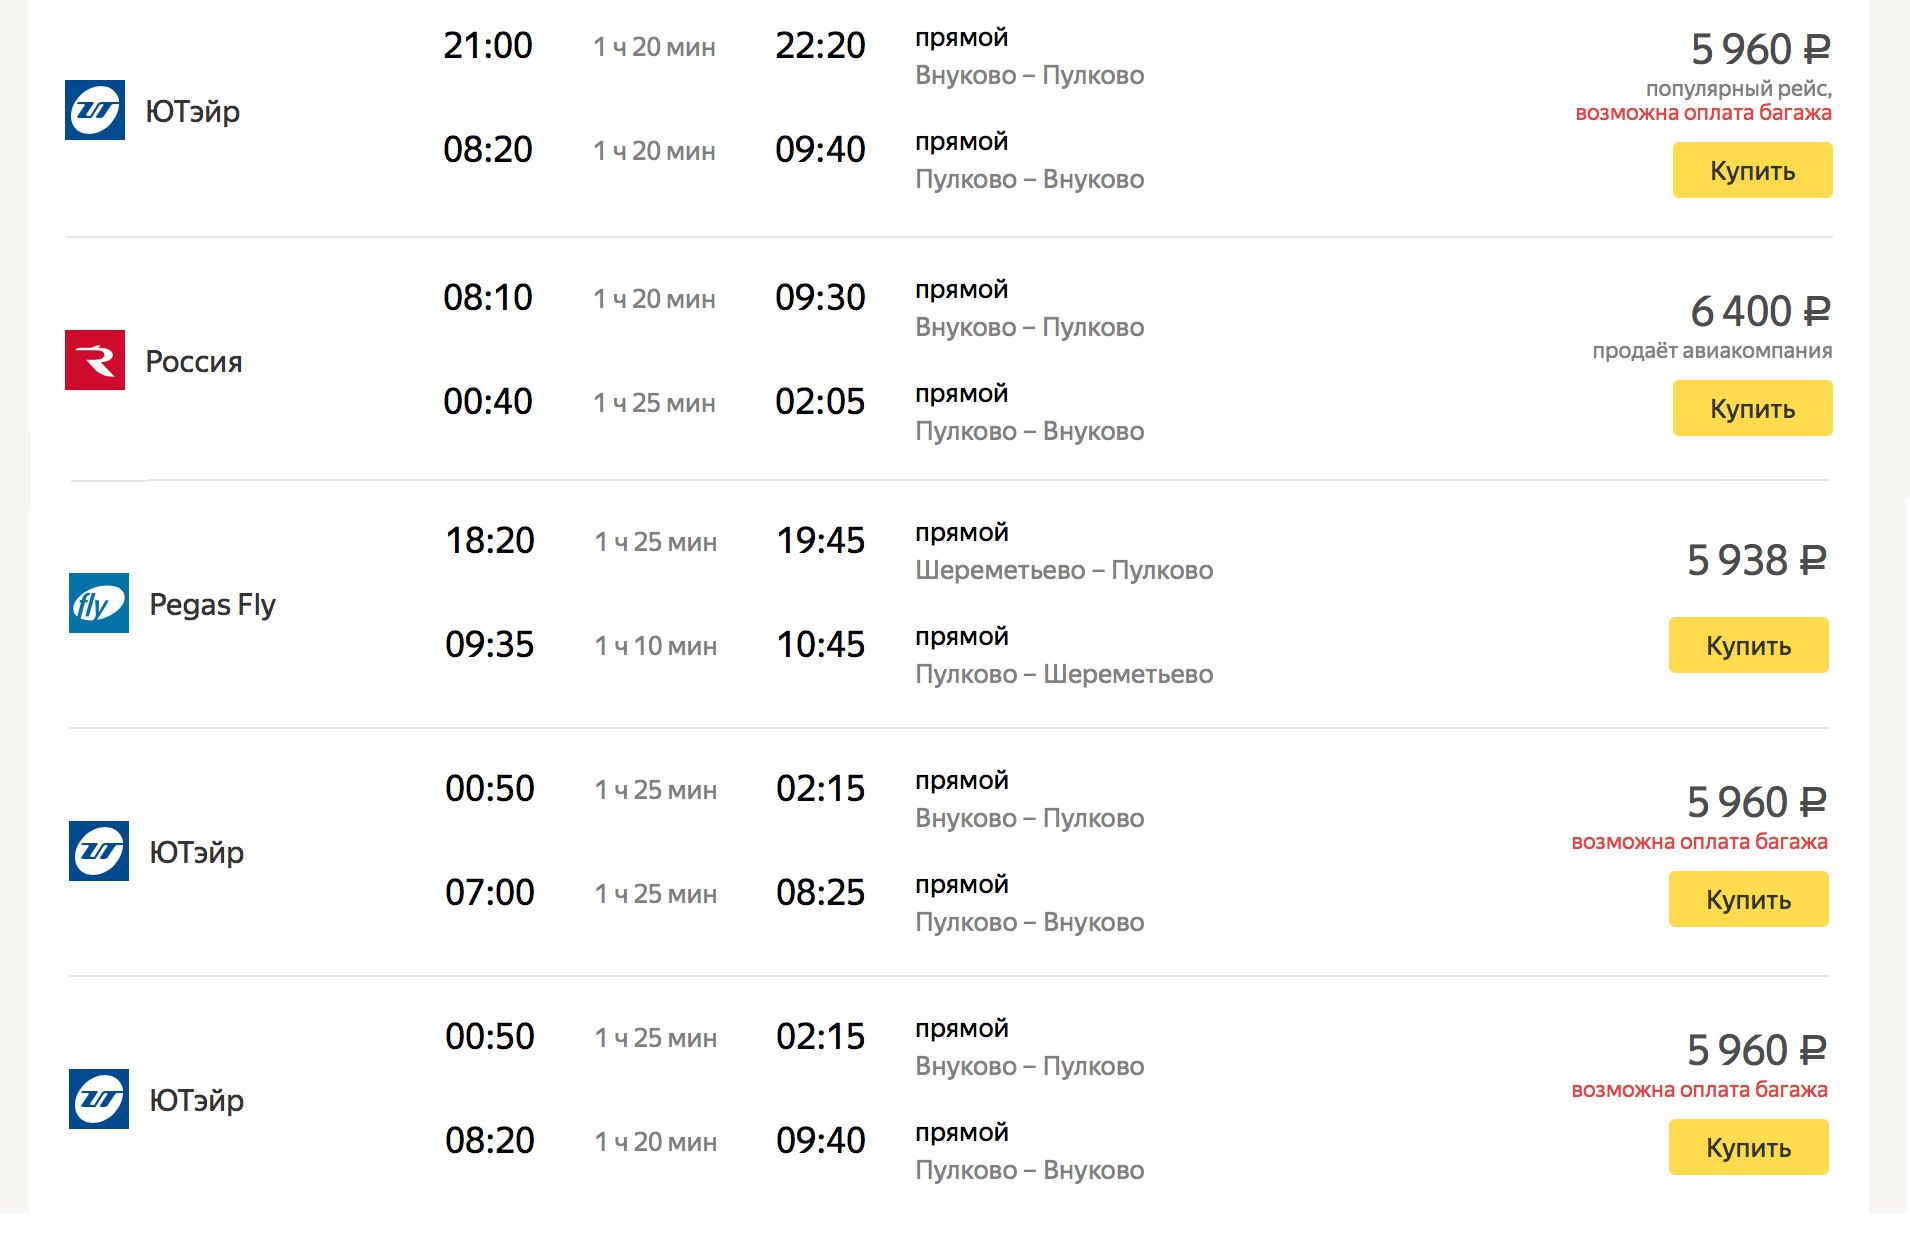 21:00 1 ч 20 мин 22:20 прямой
Внуково – Пулково
5 960 ₽
популярный рейс,
возможна оплата багажа
ЮТэйр
08:20 1 ч 20 мин 09:40 прямой
Пулково – Внуково
Купить
08:10 1 ч 20 мин 09:30 прямой
Внуково – Пулково
6 400 ₽
продаёт авиакомпания
Россия
00:40 1 ч 25 мин 02:05 прямой
Пулково – Внуково
Купить
18:20 1 ч 25 мин 19:45 прямой
Шереметьево – Пулково
5 938 ₽
fly Pegas Fly
09:35 1 ч 10 мин 10:45 прямой
Пулково – Шереметьево
Купить
00:50 1 ч 25 мин 02:15 прямой
Внуково – Пулково
5 960 ₽
возможна оплата багажа
ЮТэйр
07:00 1 ч 25 мин 08:25 прямой
Пулково – Внуково
Купить
00:50 1 ч 25 мин 02:15 прямой
Внуково – Пулково
5 960 ₽
возможна оплата багажа
ЮТэйр
08:20 1 ч 20 мин 09:40 прямой
Пулково – Внуково
Купить